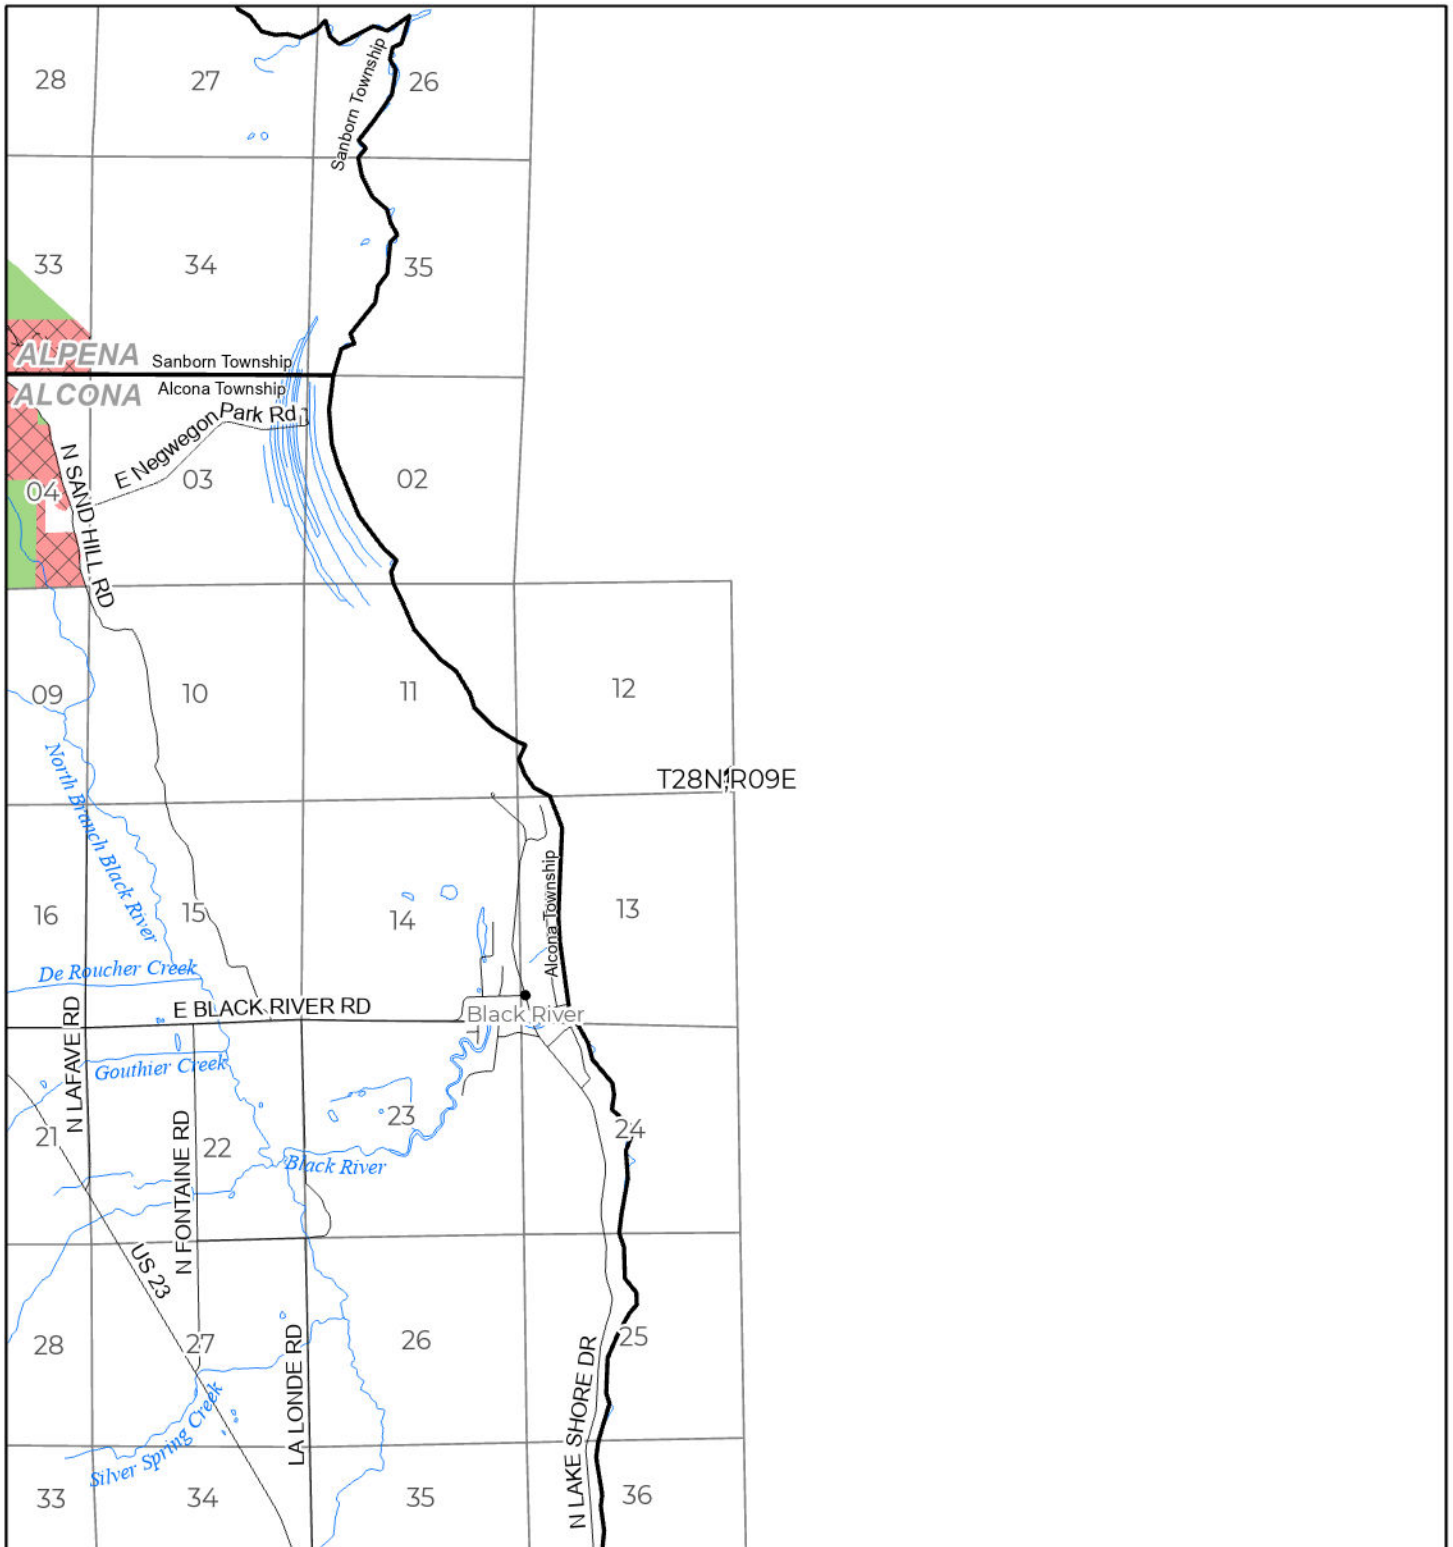 28
27
26
Sanborn Township
33
34
35
ALPENA
Sanborn Township
ALCONA
Alcona Township
E Negwegon Park Rd
N SAND HILL RD
04
03
02
09
10
11
12
T28N,R09E
North Branch Black River
16
15
14
13
Alcona Township
De Roucher Creek
E BLACK RIVER RD
Black River
N LAFAVE RD
Gouthier Creek
21
22
23
24
N FONTAINE RD
Black River
US 23
28
27
26
25
LA LONDE RD
N LAKE SHORE DR
Silver Spring Creek
33
34
35
36